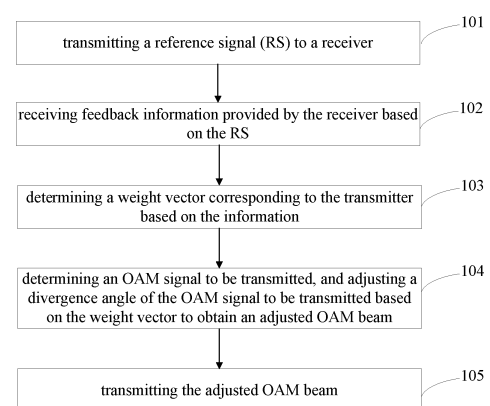 101
transmitting a reference signal (RS) to a receiver
102
receiving feedback information provided by the receiver based
on the RS
103
determining a weight vector corresponding to the transmitter
based on the information
104
determining an OAM signal to be transmitted, and adjusting a
divergence angle of the OAM signal to be transmitted based
on the weight vector to obtain an adjusted OAM beam
105
transmitting the adjusted OAM beam